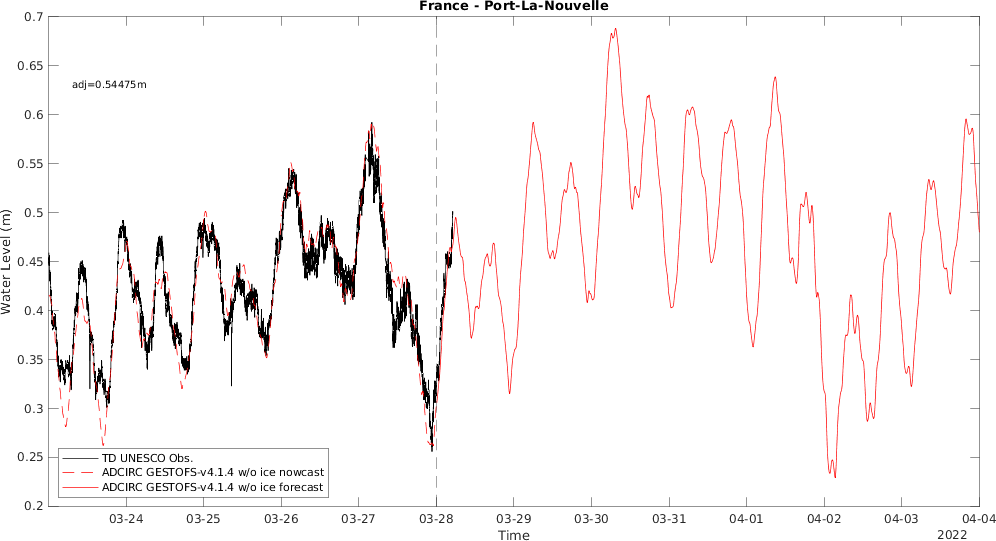 France - Port-La-Nouvelle
0.7
0.65
adj=0.54475m
0.6
0.55
0.5
0.45
0.4
0.35
0.3
0.25
0.2
Water Level (m)
TD UNESCO Obs.
ADCIRC GESTOFS-v4.1.4 w/o ice nowcast
ADCIRC GESTOFS-v4.1.4 w/o ice forecast
03-24 03-25 03-26 03-27 03-28 03-29 03-30 03-31 04-01 04-02 04-03 04-04
Time
2022